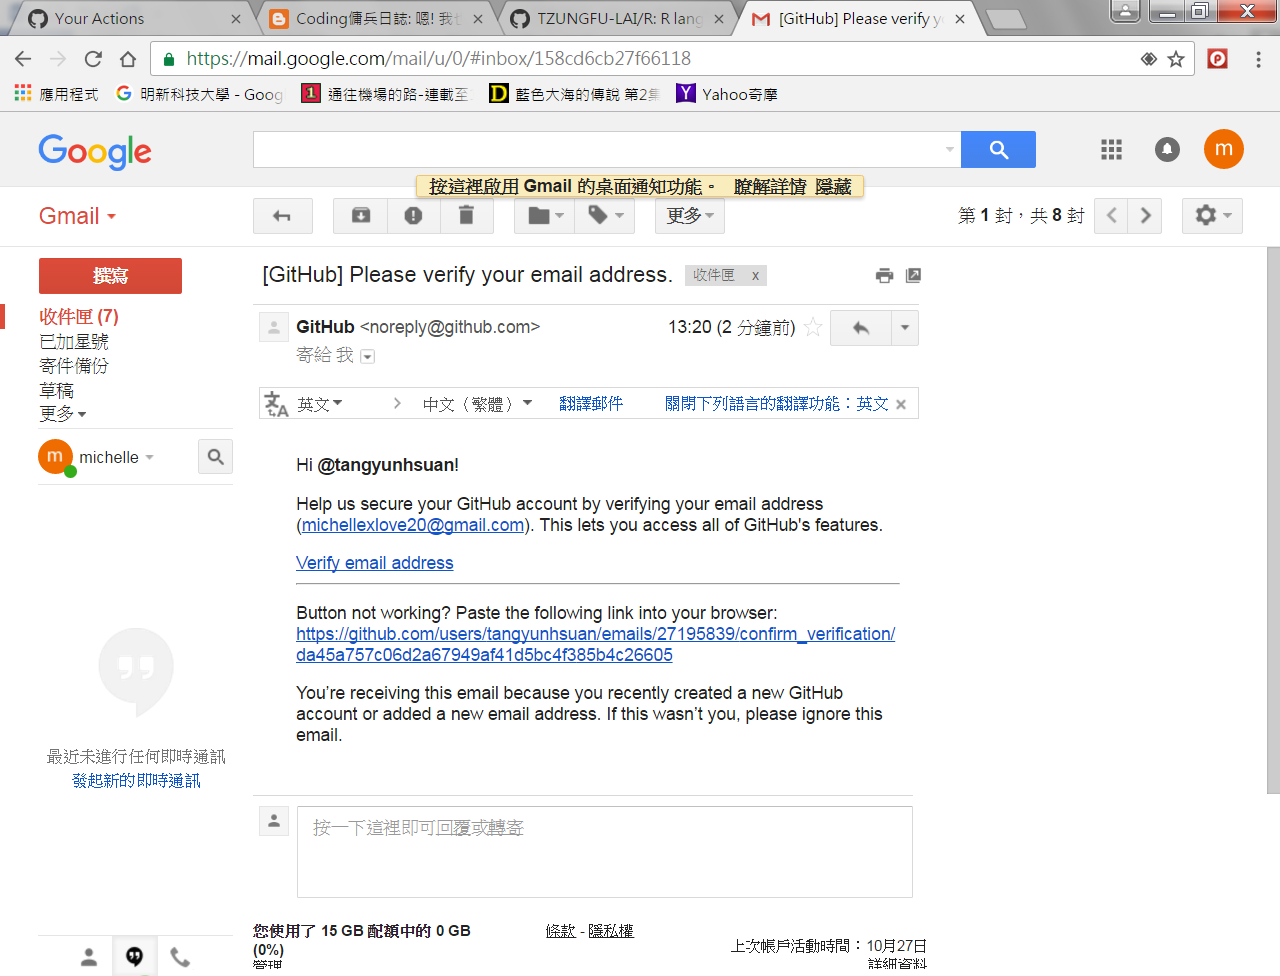 Your Actions
Coding傭兵日誌: 嗯! 我
TZUNGFU-LAI/R: R lang
[GitHub] Please verify yo
https://mail.google.com/mail/u/0/#inbox/158cd6cb27f66118
應用程式
明新科技大學 - Goog
通往機場的路-連載至
藍色大海的傳說 第2集
Yahoo奇摩
Google
m
按這裡啟用 Gmail 的桌面通知功能。 瞭解詳情 隱藏
Gmail
更多
第 1 封，共 8 封
撰寫
[GitHub] Please verify your email address.
收件匣 x
收件匣 (7)
已加星號
寄件備份
草稿
更多
GitHub <noreply@github.com>
13:20 (2 分鐘前)
寄給 我
英文
中文（繁體）
翻譯郵件
關閉下列語言的翻譯功能：英文
m
michelle
Hi @tangyunhsuan!
Help us secure your GitHub account by verifying your email address
(michellexlove20@gmail.com). This lets you access all of GitHub's features.
Verify email address
Button not working? Paste the following link into your browser:
https://github.com/users/tangyunhsuan/emails/27195839/confirm_verification/
da45a757c06d2a67949af41d5bc4f385b4c26605
You’re receiving this email because you recently created a new GitHub
account or added a new email address. If this wasn’t you, please ignore this
email.
最近未進行任何即時通訊
發起新的即時通訊
按一下這裡即可回覆或轉寄
您使用了 15 GB 配額中的 0 GB
(0%)
管理
條款 - 隱私權
上次帳戶活動時間：10月27日
詳細資料